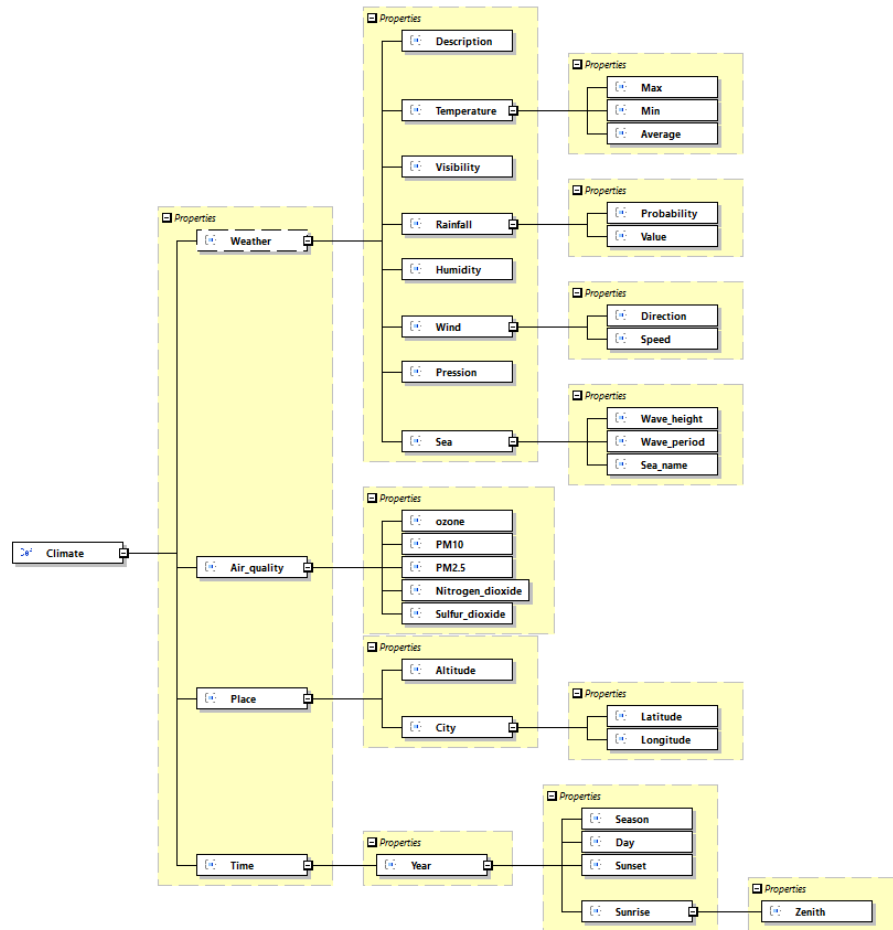 Properties
Description
Properties
Temperature
Max
Min
Average
Visibility
Properties
Properties
Rainfall
Probability
Weather
Value
Humidity
Properties
Direction
Wind
Speed
Pression
Properties
Wave_height
Sea
Wave_period
Sea_name
Properties
ozone
PM10
Climate
Air_quality
PM2.5
Nitrogen_dioxide
Sulfur_dioxide
Properties
Altitude
Properties
Place
Latitude
City
Longitude
Properties
Season
Properties
Day
Time
Year
Sunset
Properties
Sunrise
Zenith